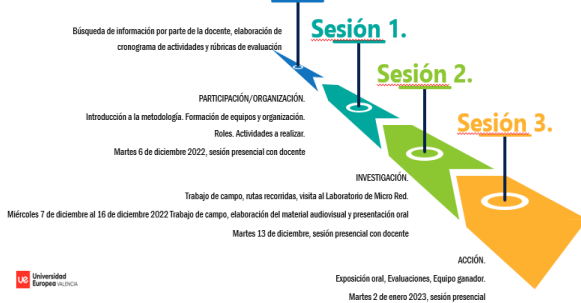 Búsqueda de información por parte de la docente, elaboración de
cronograma de actividades y rúbricas de evaluación
Sesión 1.
PARTICIPACIÓN/ORGANIZACIÓN.
Introducción a la metodología. Formación de equipos y organización.
Roles. Actividades a realizar.
Martes 6 de diciembre 2022, sesión presencial con docente
Sesión 2.
INVESTIGACIÓN.
Trabajo de campo, rutas recorridas, visita al Laboratorio de Micro Red.
Miércoles 7 de diciembre al 16 de diciembre 2022 Trabajo de campo, elaboración del material audiovisual y presentación oral
Martes 13 de diciembre, sesión presencial con docente
Sesión 3.
ACCIÓN.
Exposición oral, Evaluaciones, Equipo ganador.
Martes 2 de enero 2023, sesión presencial
ue Universidad
Europea VALENCIA